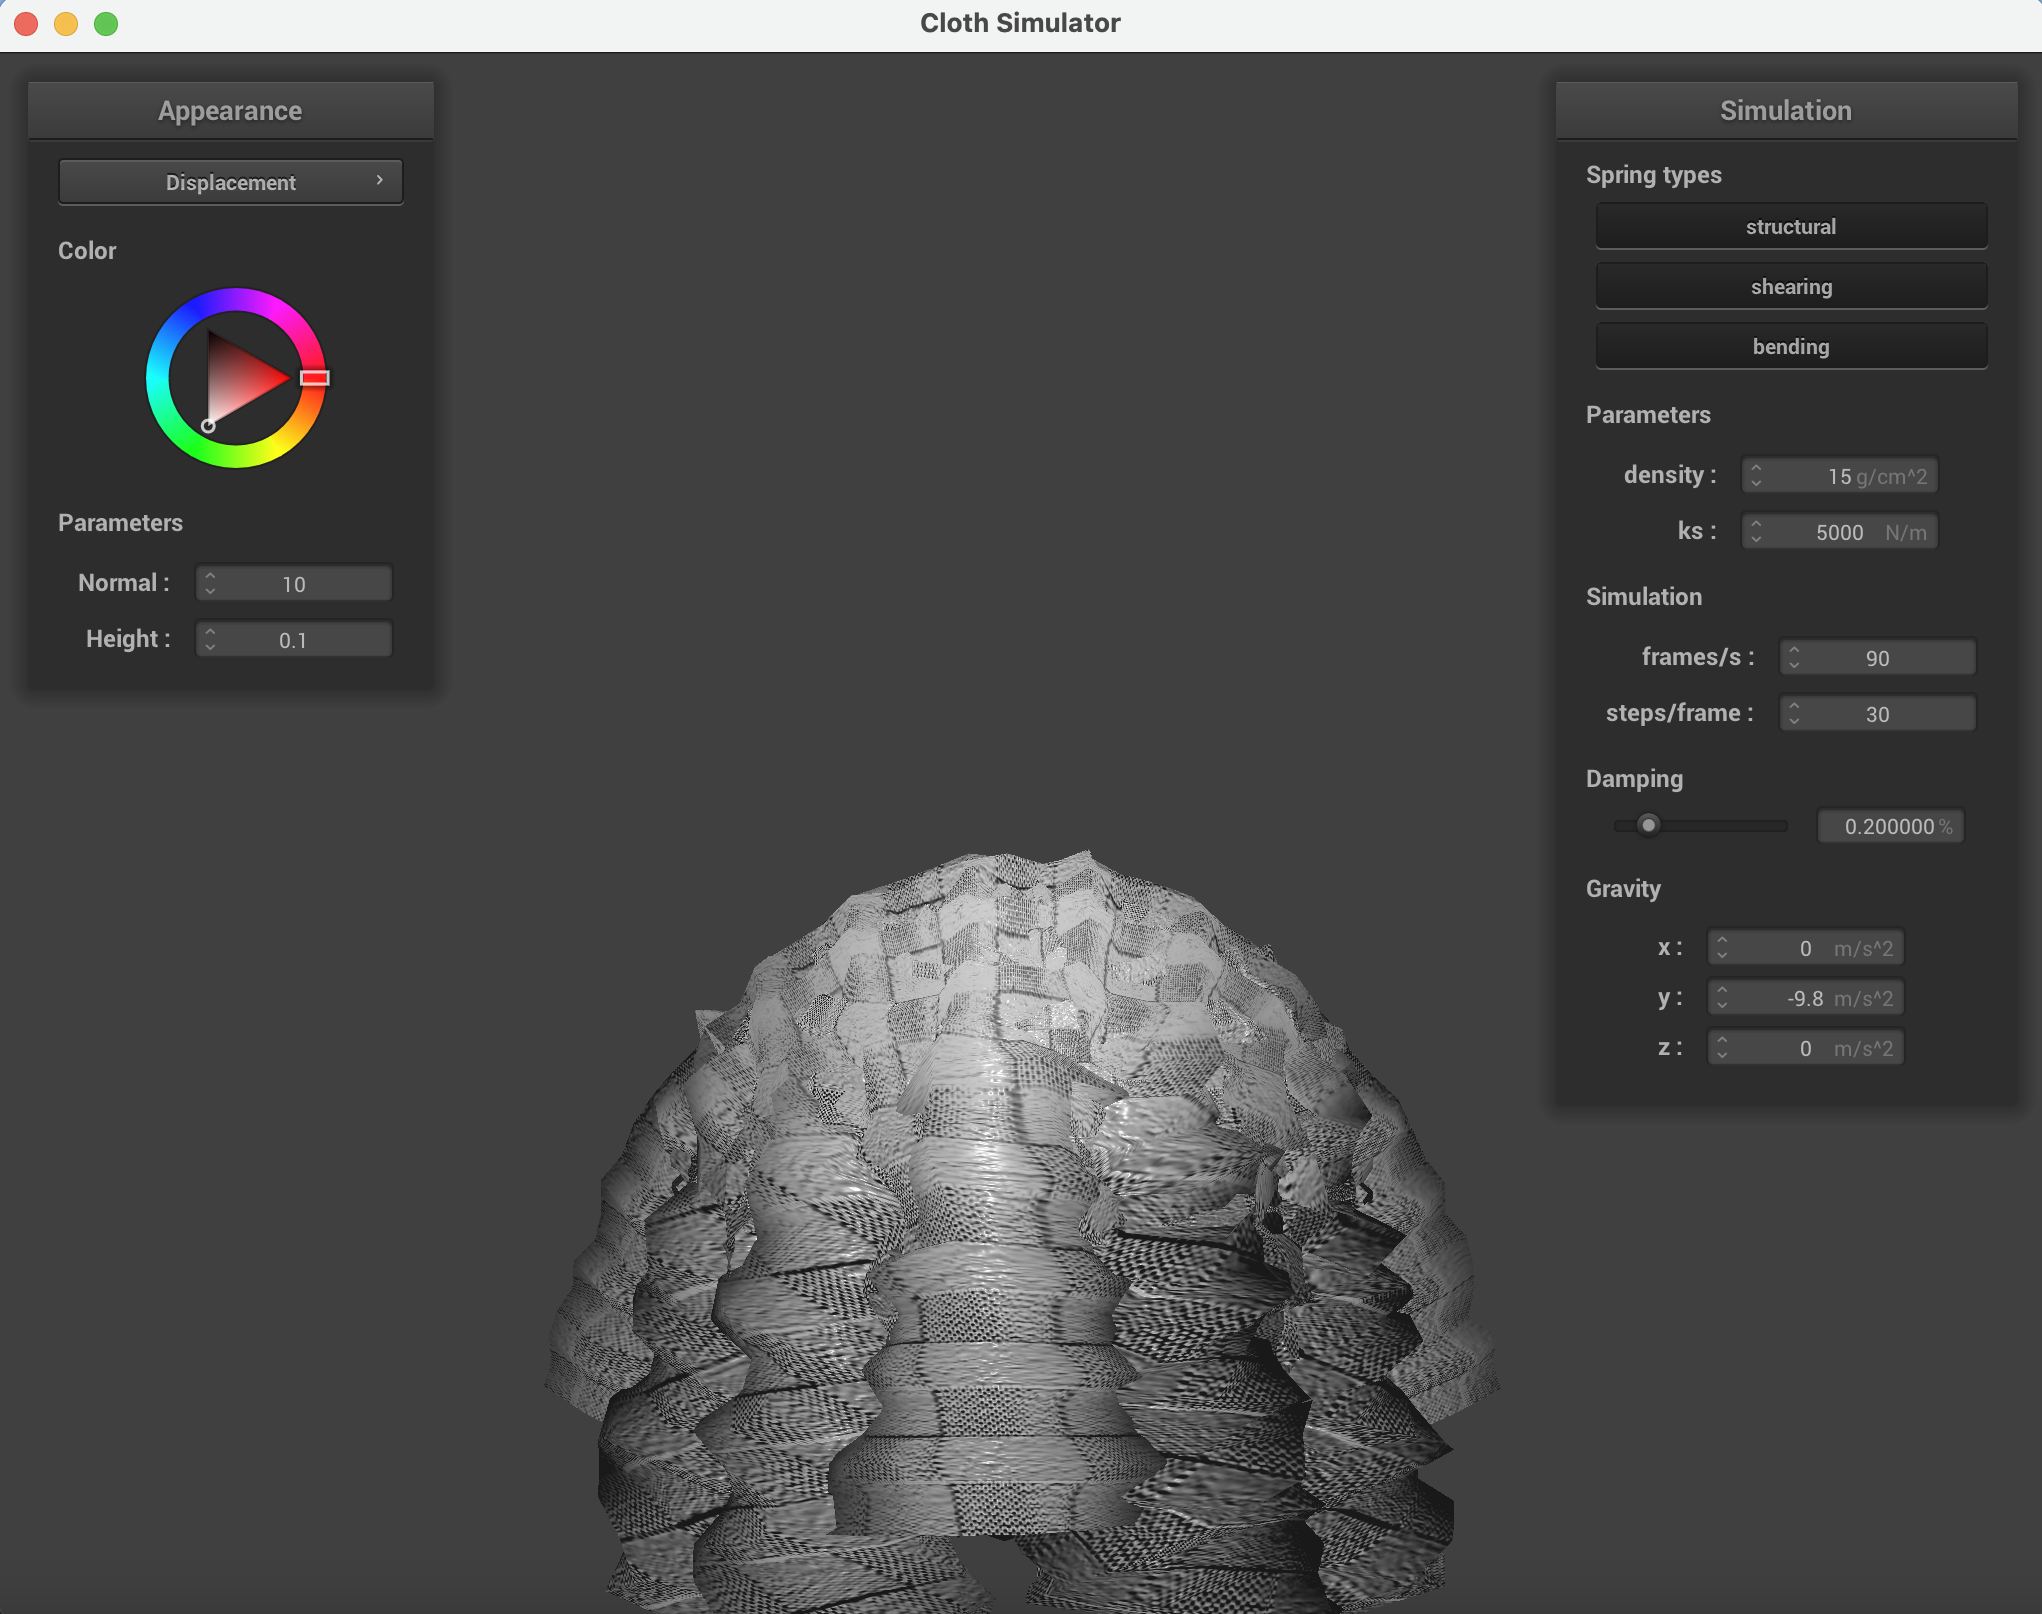 Cloth Simulator
Appearance
Displacement
Color
Parameters
Normal : 10
Height : 0.1
Simulation
Spring types
structural
shearing
bending
Parameters
density : 15 g/cm^2
ks : 5000 N/m
Simulation
frames/s : 90
steps/frame : 30
Damping
0.200000 %
Gravity
x : 0 m/s^2
y : -9.8 m/s^2
z : 0 m/s^2